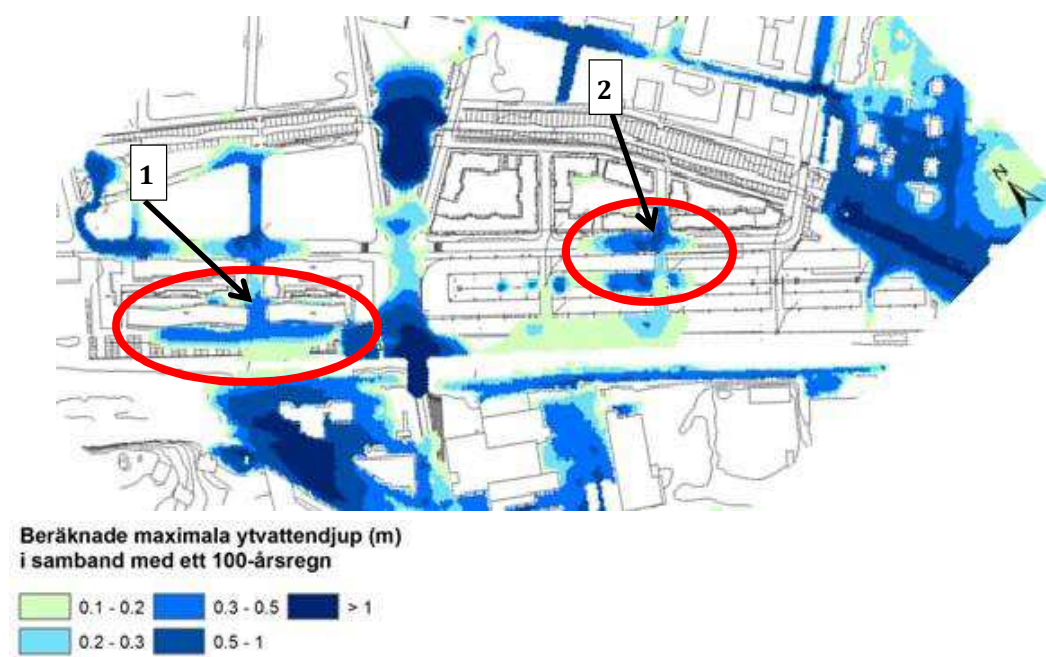 1
2
N
Beräknade maximala ytvattendjup (m)
i samband med ett 100-årsregn
0.1 - 0.2
0.3 - 0.5
> 1
0.2 - 0.3
0.5 - 1